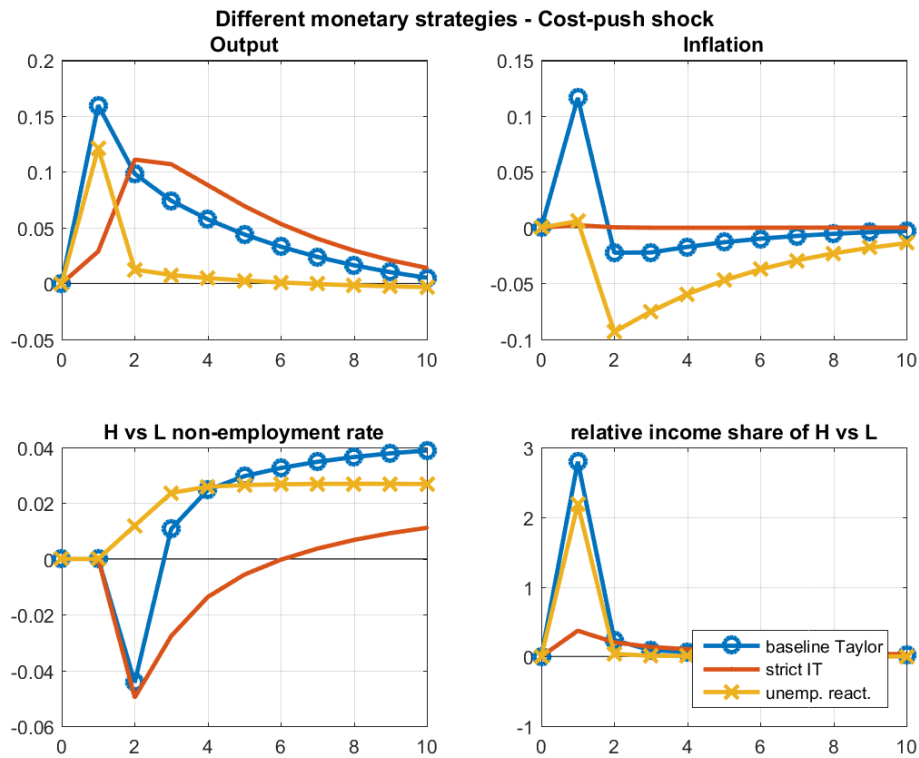 Different monetary strategies - Cost-push shock
Output
0.2
0.15
0.1
0.05
0
-0.05
0 2 4 6 8 10
Inflation
0.15
0.1
0.05
0
-0.05
-0.1
0 2 4 6 8 10
H vs L non-employment rate
0.04
0.02
0
-0.02
-0.04
-0.06
0 2 4 6 8 10
relative income share of H vs L
3
2
1
0
-1
0 2 4 6 8 10
baseline Taylor
strict IT
unemp. react.